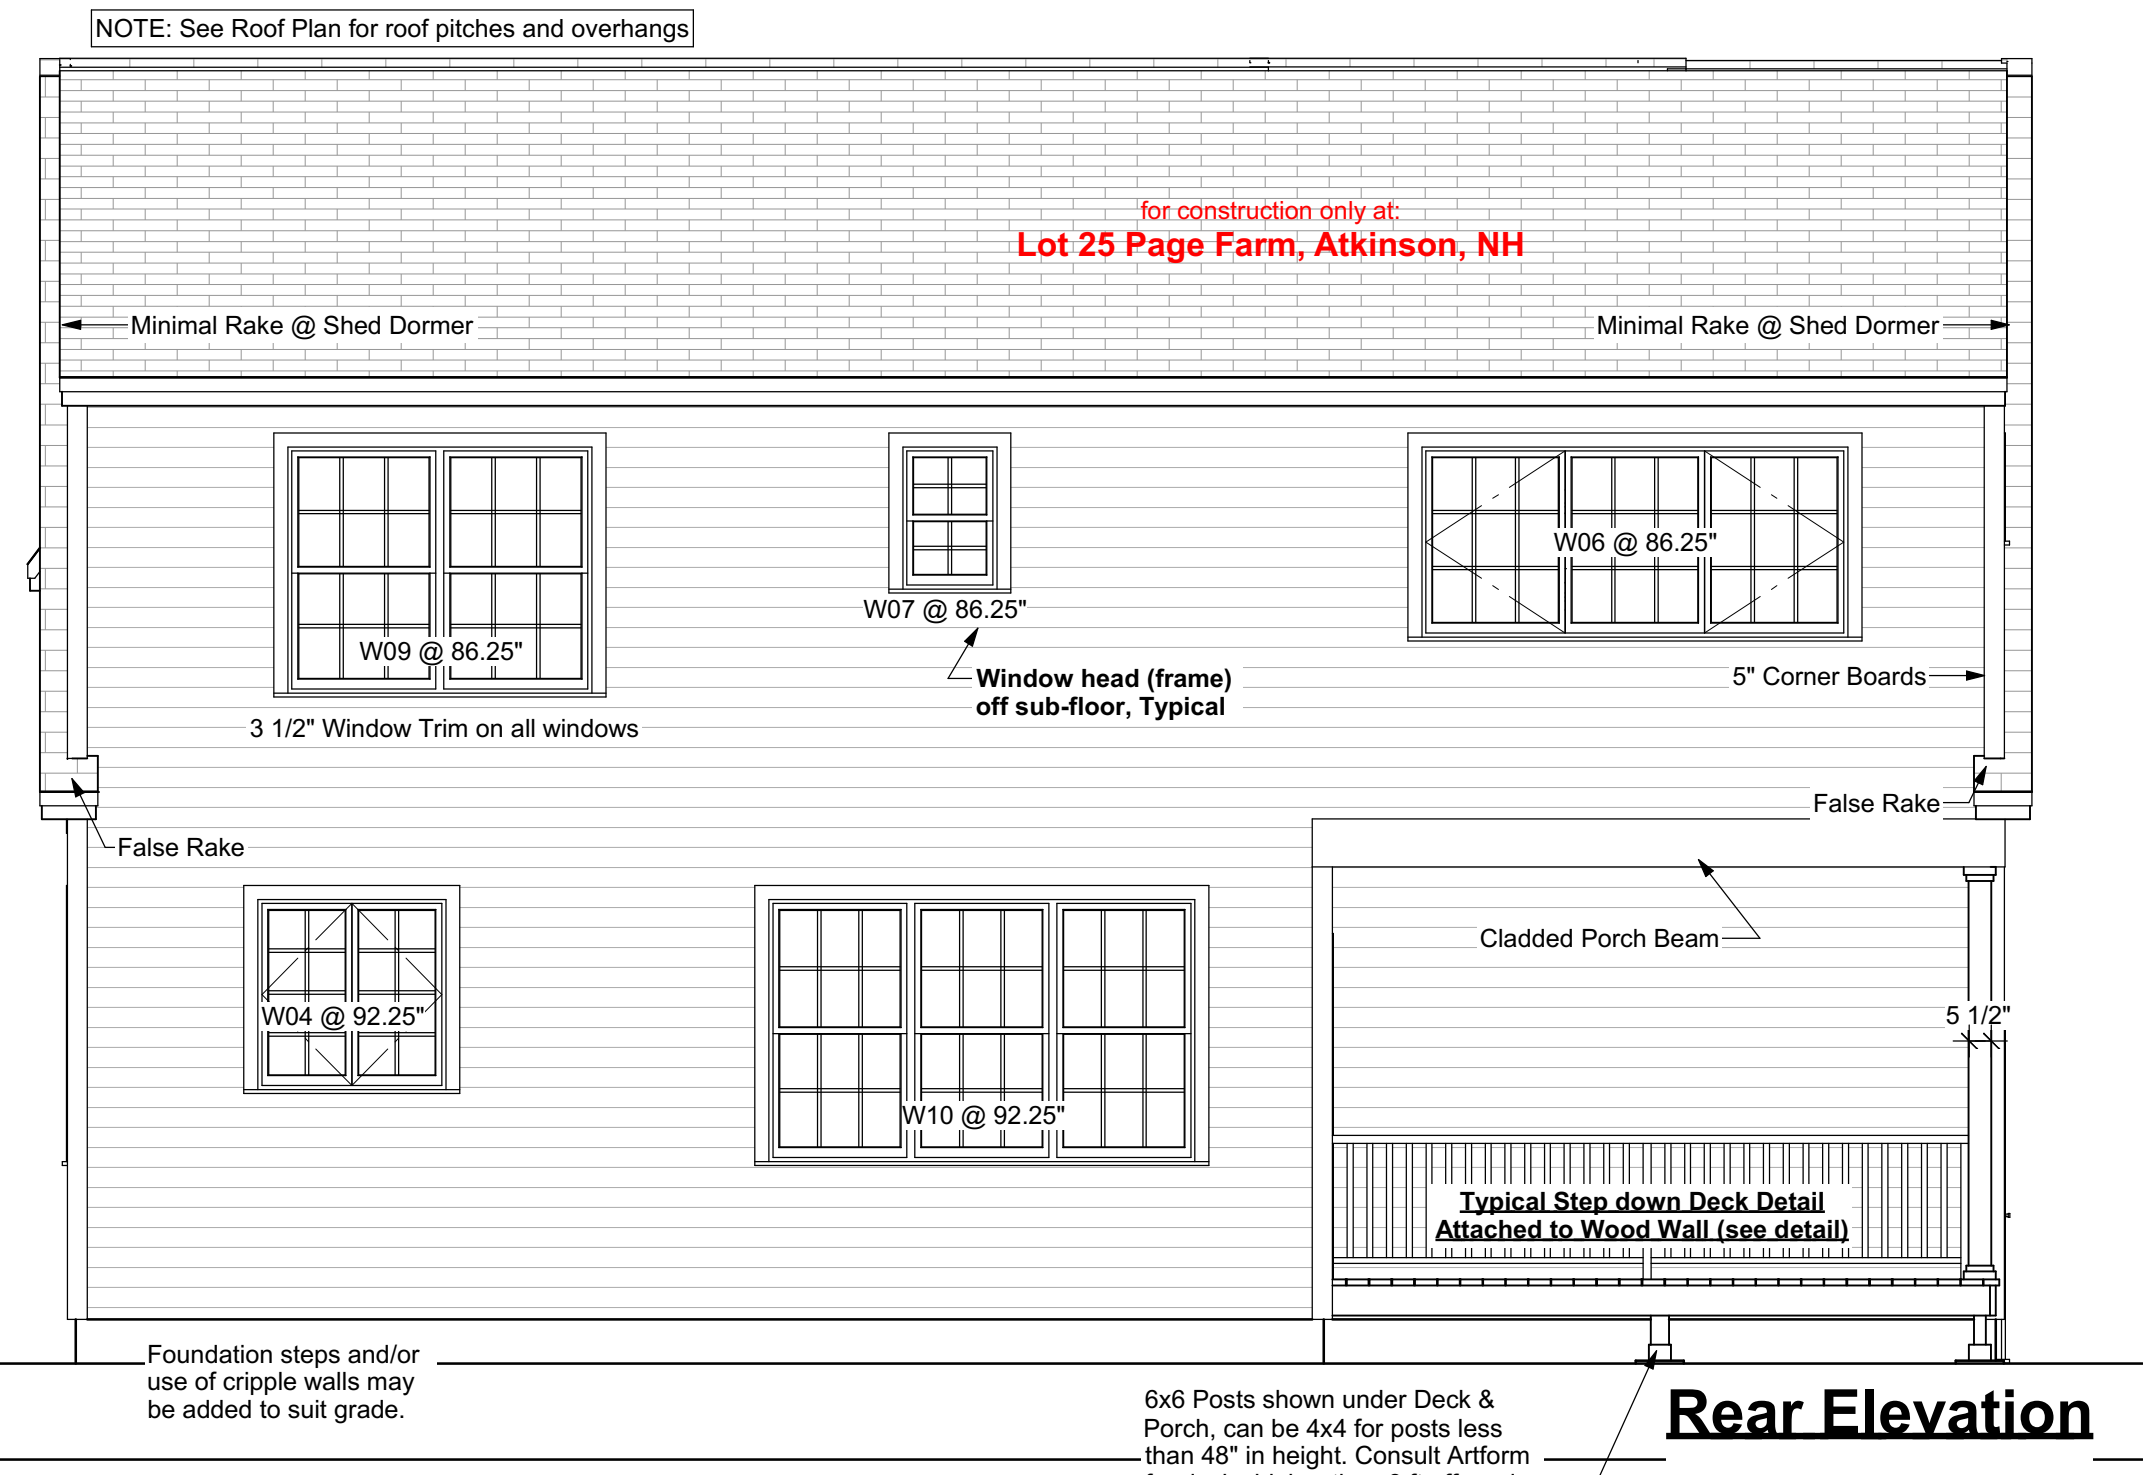 NOTE: See Roof Plan for roof pitches and overhangs
for construction only at:
Lot 25 Page Farm, Atkinson, NH
Minimal Rake @ Shed Dormer
Minimal Rake @ Shed Dormer
W06 @ 86.25"
W07 @ 86.25"
W09 @ 86.25"
Window head (frame)
off sub-floor, Typical
5" Corner Boards
3 1/2" Window Trim on all windows
False Rake
False Rake
Cladded Porch Beam
W04 @ 92.25"
5 1/2"
W10 @ 92.25"
Typical Step down Deck Detail
Attached to Wood Wall (see detail)
Foundation steps and/or
use of cripple walls may
be added to suit grade.
6x6 Posts shown under Deck &
Porch, can be 4x4 for posts less
than 48" in height. Consult Artform
Rear Elevation